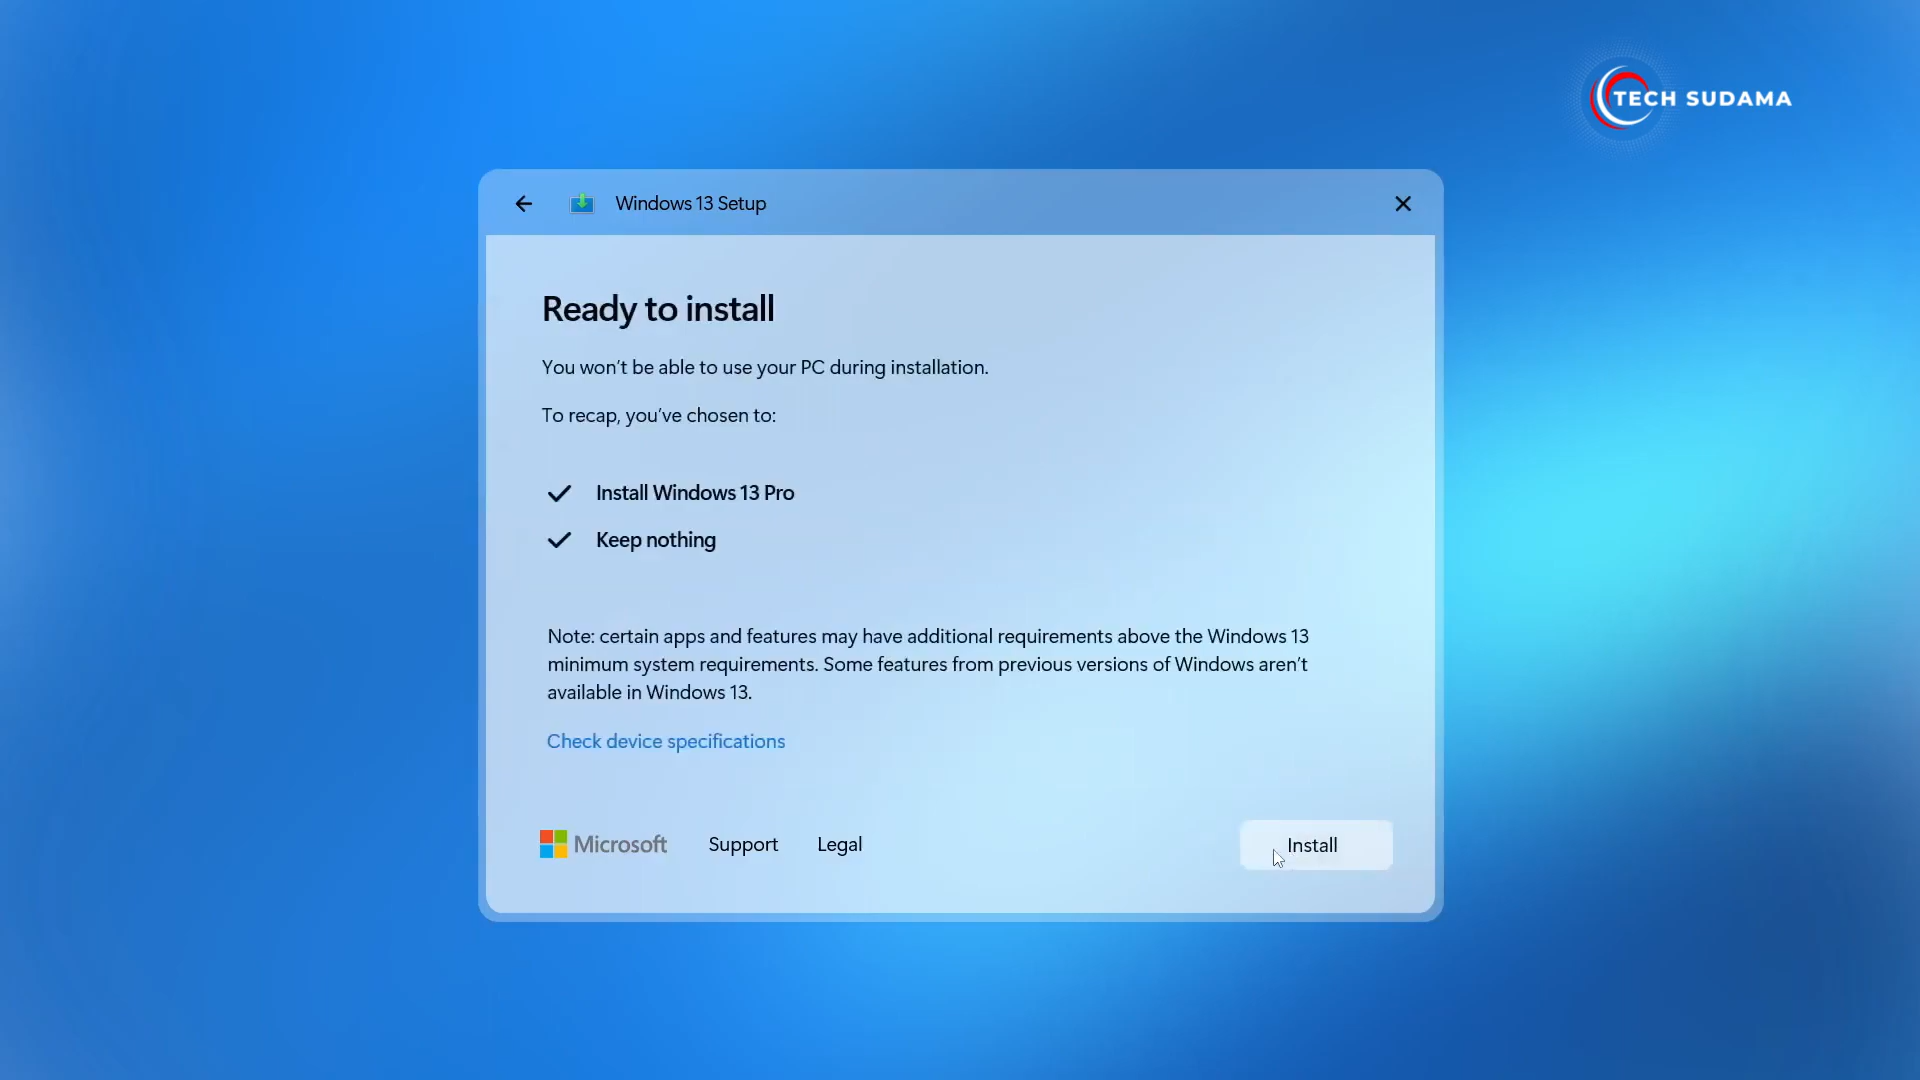 TECH SUDAMA
Windows 13 Setup
Ready to install
You won't be able to use your PC during installation.
To recap, you've chosen to:
Install Windows 13 Pro
Keep nothing
Note: certain apps and features may have additional requirements above the Windows 13
minimum system requirements. Some features from previous versions of Windows aren't
available in Windows 13.
Check device specifications
Microsoft Support Legal Install